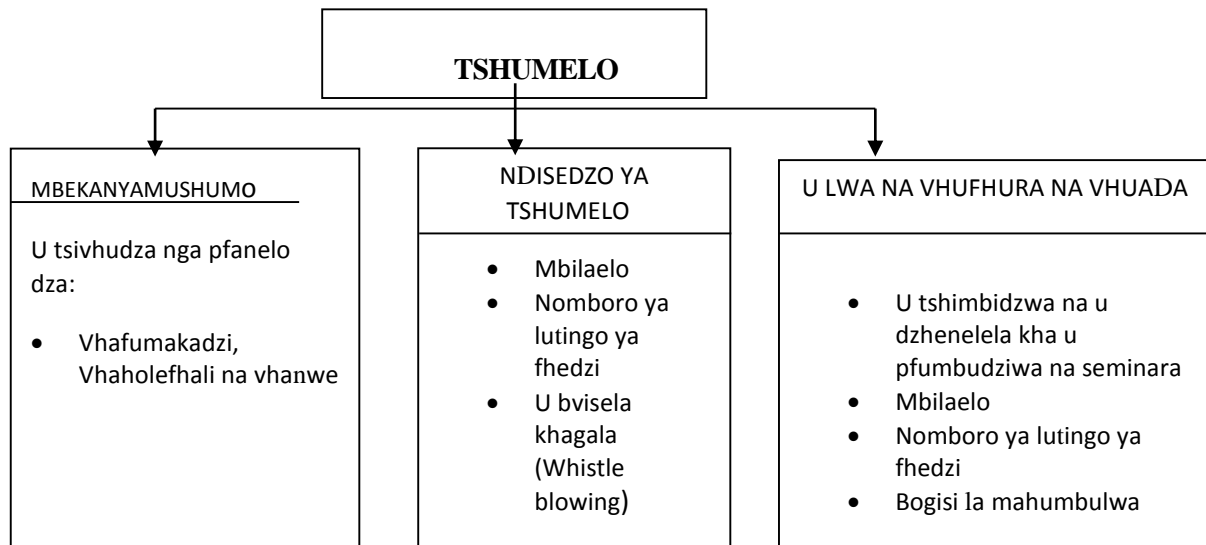 TSHUMELO
MBEKANYAMUSHUMO
U tsivhudza nga pfanelo
dza:
• Vhafumakadzi,
Vhaholefhali na vhanwe
NDISEDZO YA
TSHUMELO
• Mbilaelo
• Nomboro ya
lutingo ya
fhedzi
• U bvisela
khagala
(Whistle
blowing)
U LWA NA VHUFHURA NA VHUADA
• U tshimbidzwa na u
dzhenelela kha u
pfumbudziwa na seminara
• Mbilaelo
• Nomboro ya lutingo ya
fhedzi
• Bogisi la mahumbulwa